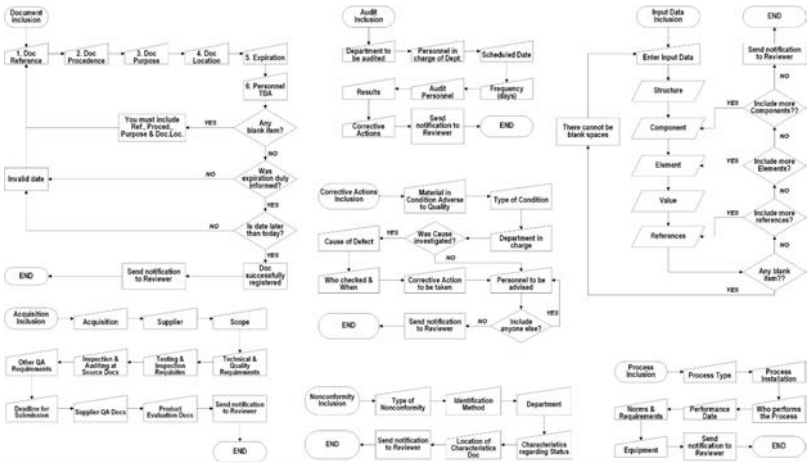 Document
Inclusion
1. Doc
Reference
2. Doc
Procedence
3. Doc
Purpose
4. Doc
Location
5. Expiration
6. Personnel
TBA
Any
blank item?
YES
You must include
Ref., Proced.,
Purpose & Doc.Loc.
NO
Was
expiration duly
informed?
NO
Invalid date
YES
Is date later
than today?
NO
YES
Doc
successfully
registered
Send notification
to Reviewer
END
Audit
Inclusion
Department to
be audited
Personnel in
charge of Dept.
Scheduled Date
Frequency
(days)
Audit
Personnel
Results
Corrective
Actions
Send notification
to Reviewer
END
Input Data
Inclusion
Enter Input Data
Structure
Component
Element
Value
References
Any blank
item??
YES
NO
There cannot be
blank spaces
Include more
references?
YES
NO
Include more
Elements?
YES
NO
Include more
Components??
YES
NO
Send notification
to Reviewer
END
Corrective Actions
Inclusion
Material in
Condition Adverse
to Quality
Type of Condition
Department in
charge
Was Cause
investigated?
YES
NO
Cause of Defect
Who checked &
When
Corrective Action
to be taken
Personnel to be
advised
Include
anyone else?
YES
NO
Send notification
to Reviewer
END
Acquisition
Inclusion
Acquisition
Supplier
Scope
Technical &
Quality
Requirements
Testing &
Inspection
Requisites
Inspection &
Auditing at
Source Docs
Other QA
Requirements
Deadline for
Submission
Supplier QA Docs
Product
Evaluation Docs
Send notification
to Reviewer
END
Nonconformity
Inclusion
Type of
Nonconformity
Identification
Method
Department
Characteristics
regarding Status
Location of
Characteristics
Doc
Send notification
to Reviewer
END
Process
Inclusion
Process Type
Process
Installation
Who performs
the Process
Performance
Date
Norms &
Requirements
Equipment
Send notification
to Reviewer
END